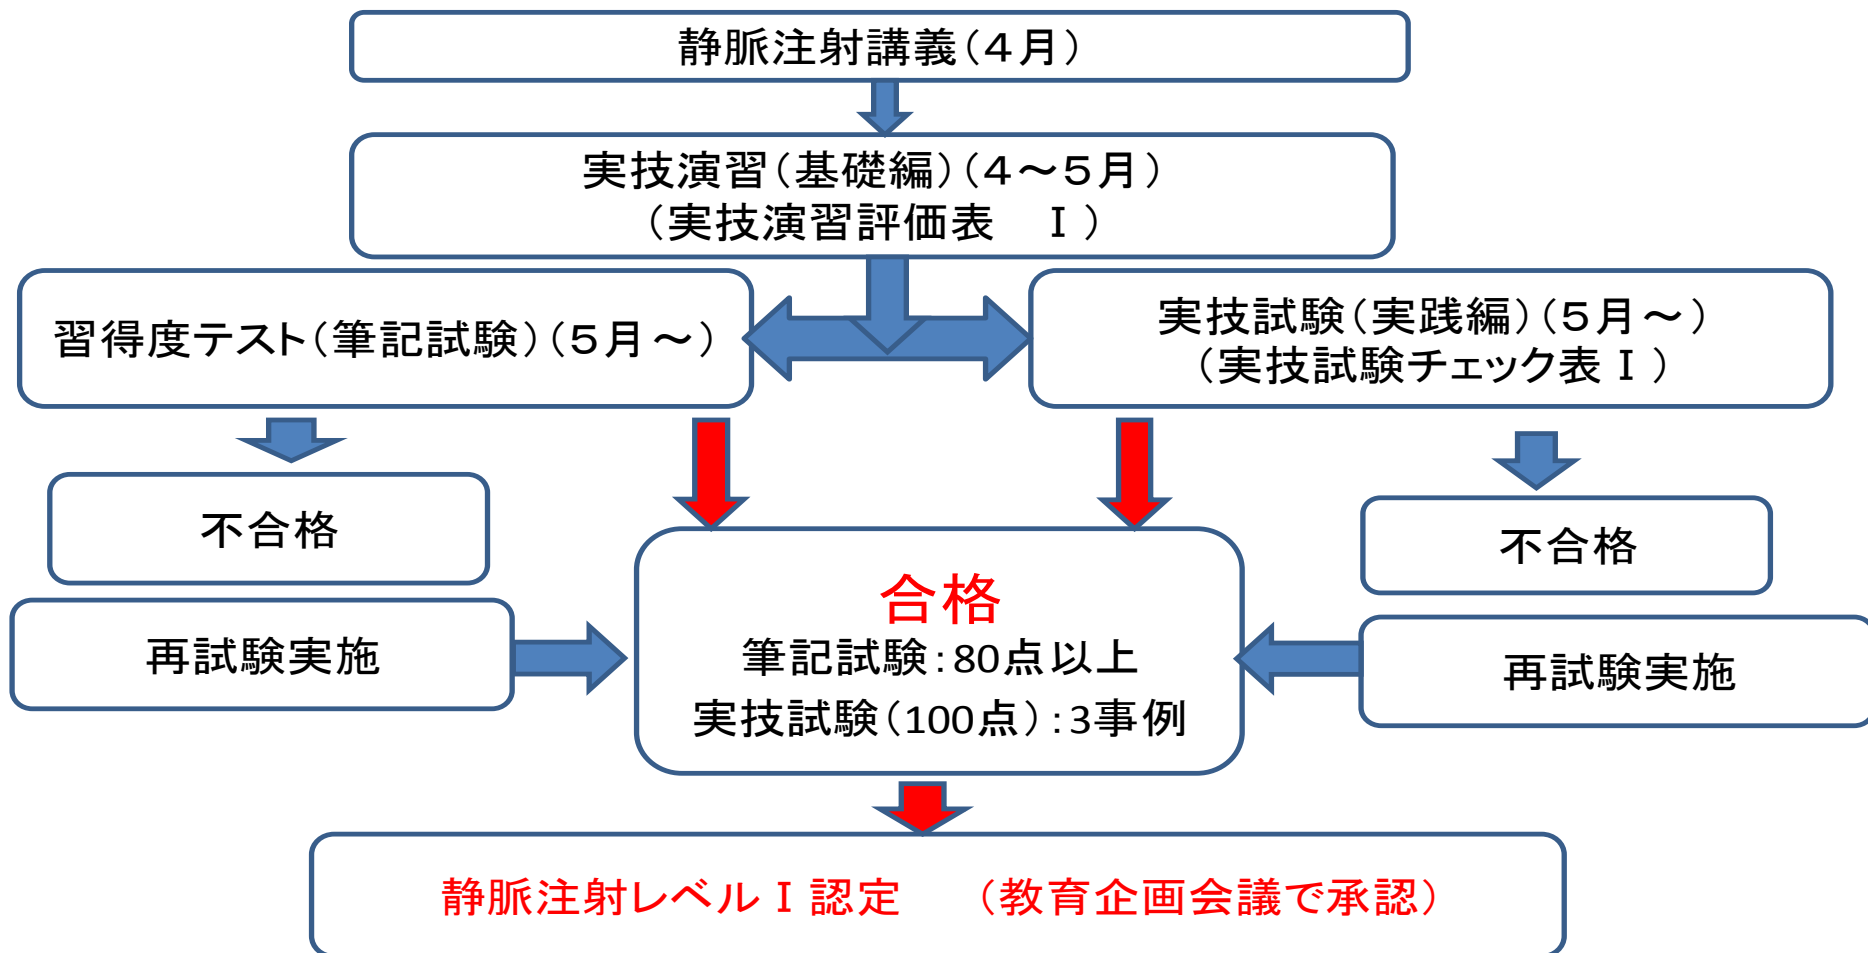 静脈注射講義（４月）
実技演習（基礎編）（４～５月）
（実技演習評価表　Ⅰ）
習得度テスト（筆記試験）（５月～）
実技試験（実践編）（５月～）
（実技試験チェック表Ⅰ）
不合格
不合格
合格
筆記試験：80点以上
実技試験（100点）：3事例
再試験実施
再試験実施
静脈注射レベルⅠ認定　（教育企画会議で承認）